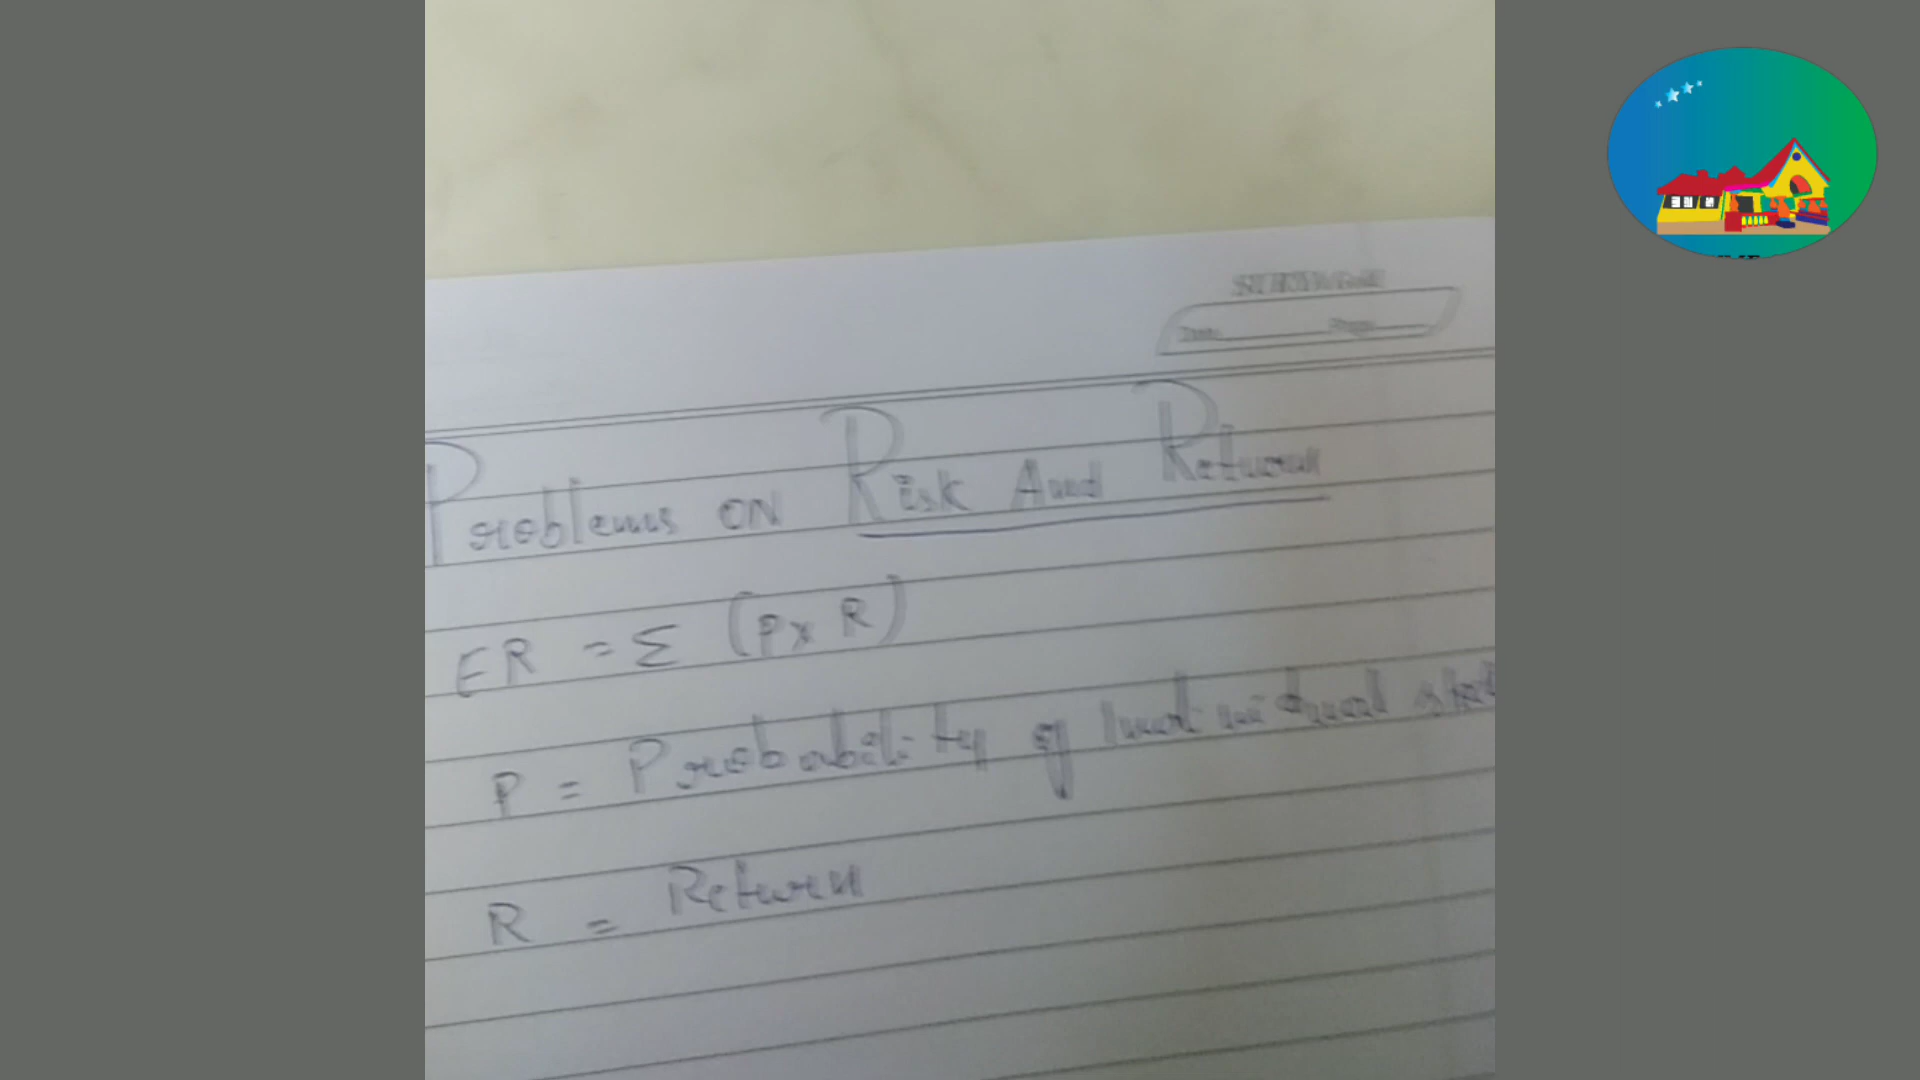 Problems ON Risk And Return
ER = Σ (P x R)
P = Probability of Individual
R = Return